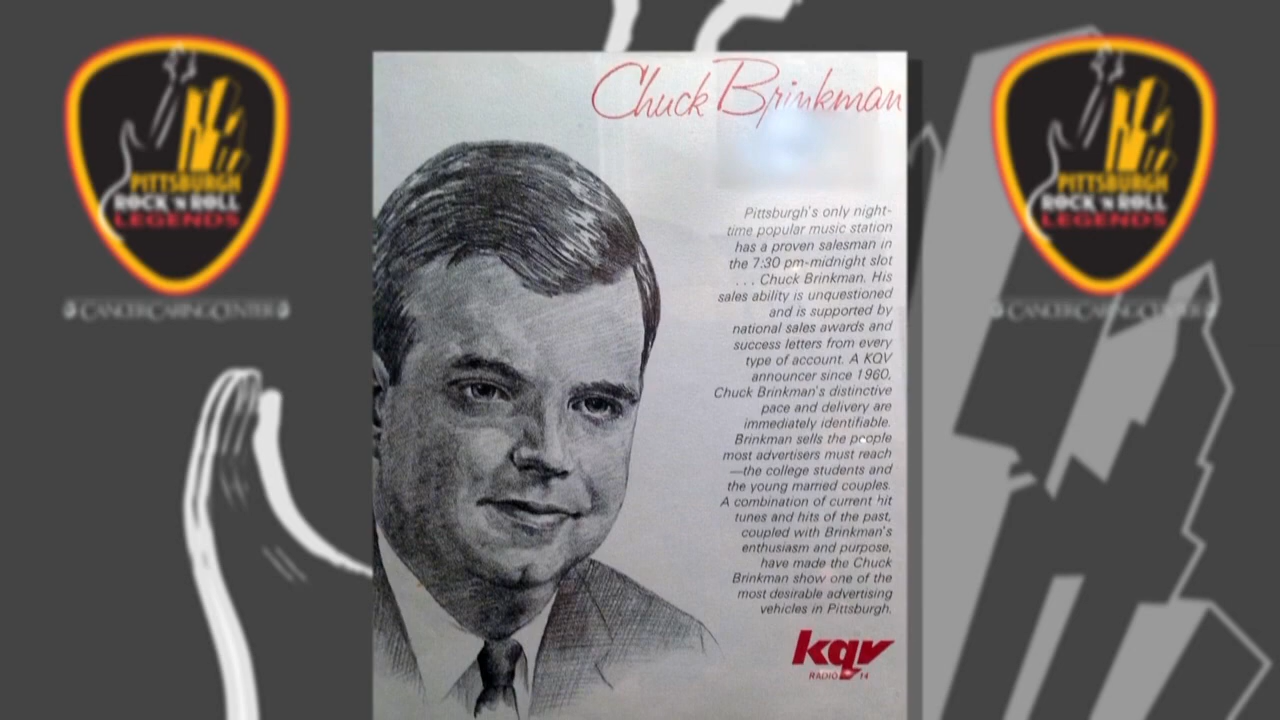 PITTSBURGH
ROCK 'N ROLL
LEGENDS
CANCER CARING CENTER
Chuck Brinkman
Pittsburgh's only night-
time popular music station
has a proven salesman in
the 7:30 pm-midnight slot
. . . Chuck Brinkman. His
sales ability is unquestioned
and is supported by
national sales awards and
success letters from every
type of account. A KQV
announcer since 1960,
Chuck Brinkman's distinctive
pace and delivery are
immediately identifiable.
Brinkman sells the people
most advertisers must reach
—the college students and
the young married couples.
A combination of current hit
tunes and hits of the past,
coupled with Brinkman's
enthusiasm and purpose,
have made the Chuck
Brinkman show one of the
most desirable advertising
vehicles in Pittsburgh.
kqv
RADIO 14
PITTSBURGH
ROCK 'N ROLL
LEGENDS
CANCER CARING CENTER